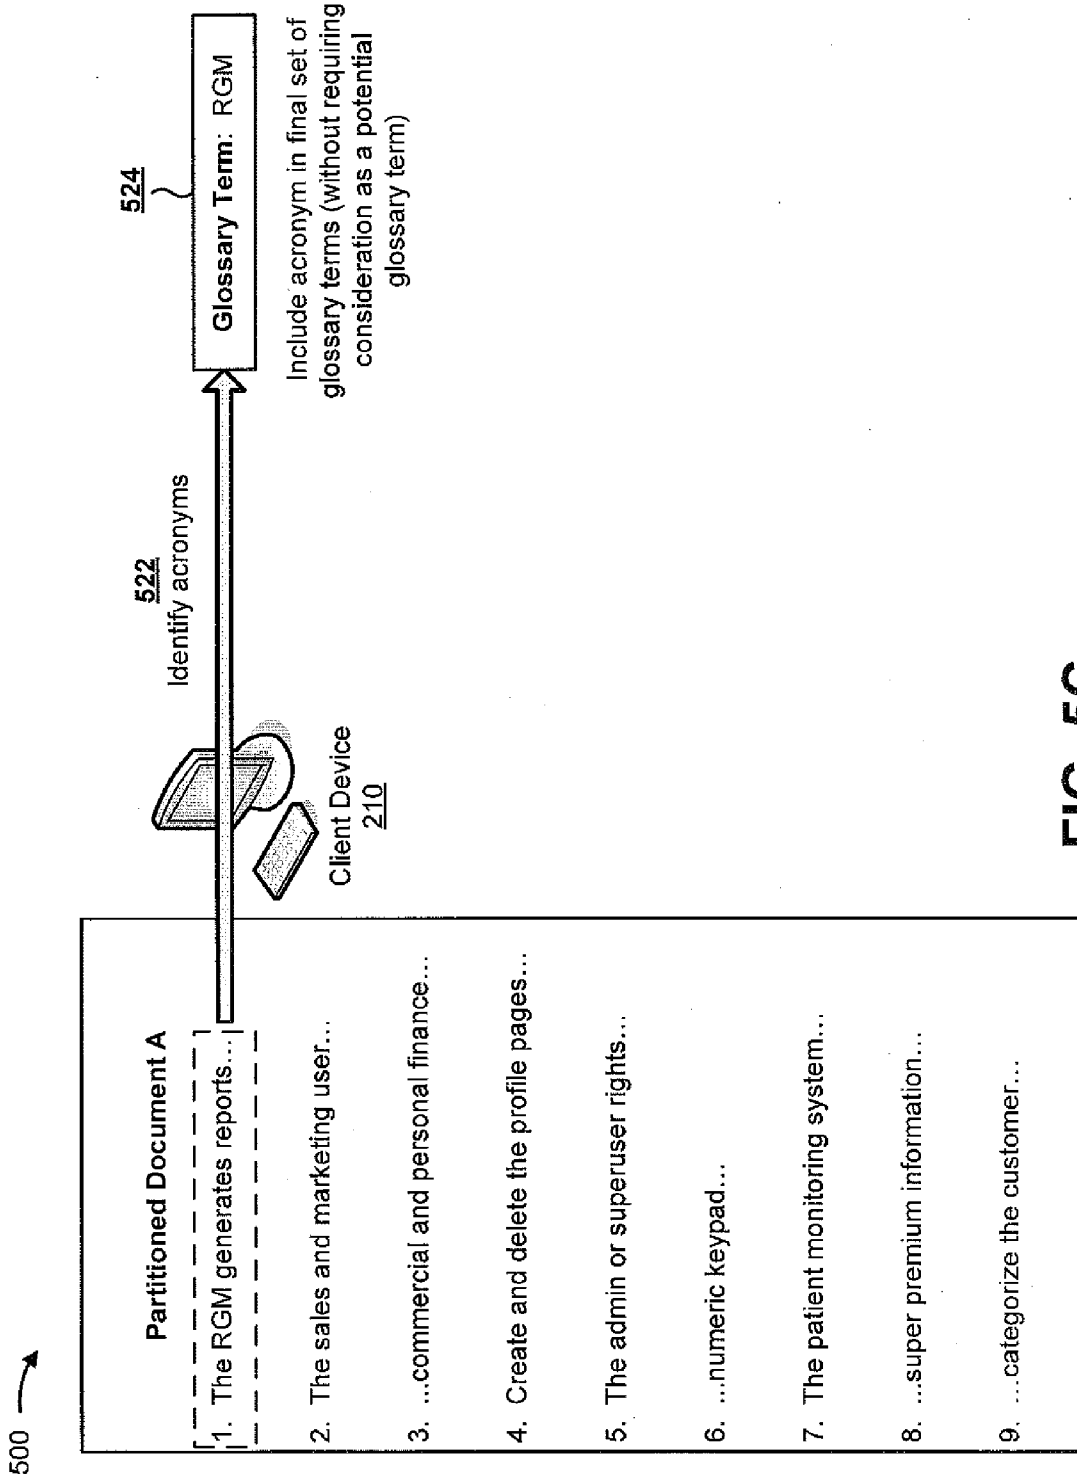 500
Partitioned Document A
1. The RGM generates reports...
2. The sales and marketing user...
3. ...commercial and personal finance...
4. Create and delete the profile pages...
5. The admin or superuser rights...
6. ...numeric keypad...
7. The patient monitoring system...
8. ...super premium information...
9. ...categorize the customer...
Client Device
210
522
Identify acronyms
524
Glossary Term: RGM
Include acronym in final set of
glossary terms (without requiring
consideration as a potential
glossary term)